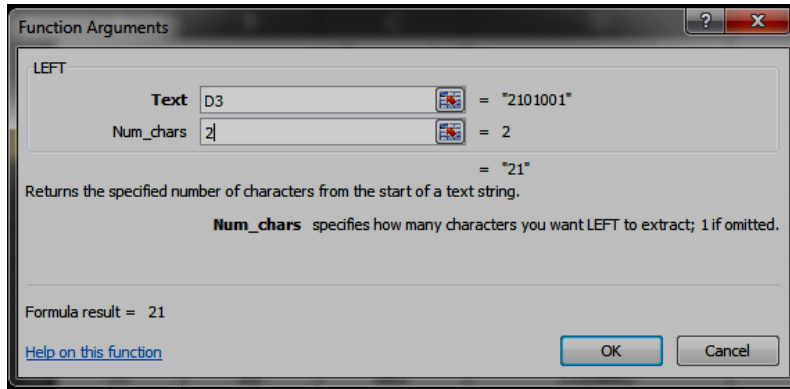 Function Arguments
? X
LEFT
Text D3 = "2101001"
Num_chars 2 = 2
= "21"
Returns the specified number of characters from the start of a text string.
Num_chars specifies how many characters you want LEFT to extract; 1 if omitted.
Formula result = 21
Help on this function OK Cancel